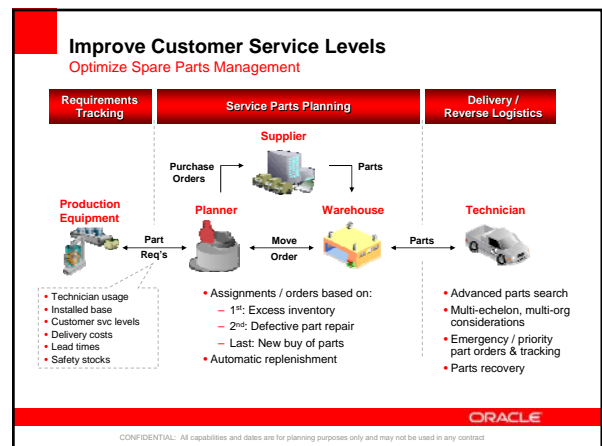 Improve Customer Service Levels
Optimize Spare Parts Management
Requirements
Tracking
Service Parts Planning
Delivery /
Reverse Logistics
Supplier
Purchase
Orders
Parts
Production
Equipment
Planner
Warehouse
Technician
Part
Req's
Move
Order
Parts
• Technician usage
• Installed base
• Customer svc levels
• Delivery costs
• Lead times
• Safety stocks
• Assignments / orders based on:
– 1st: Excess inventory
– 2nd: Defective part repair
– Last: New buy of parts
• Automatic replenishment
• Advanced parts search
• Multi-echelon, multi-org
considerations
• Emergency / priority
part orders & tracking
• Parts recovery
ORACLE
CONFIDENTIAL: All capabilities and dates are for planning purposes only and may not be used in any contract